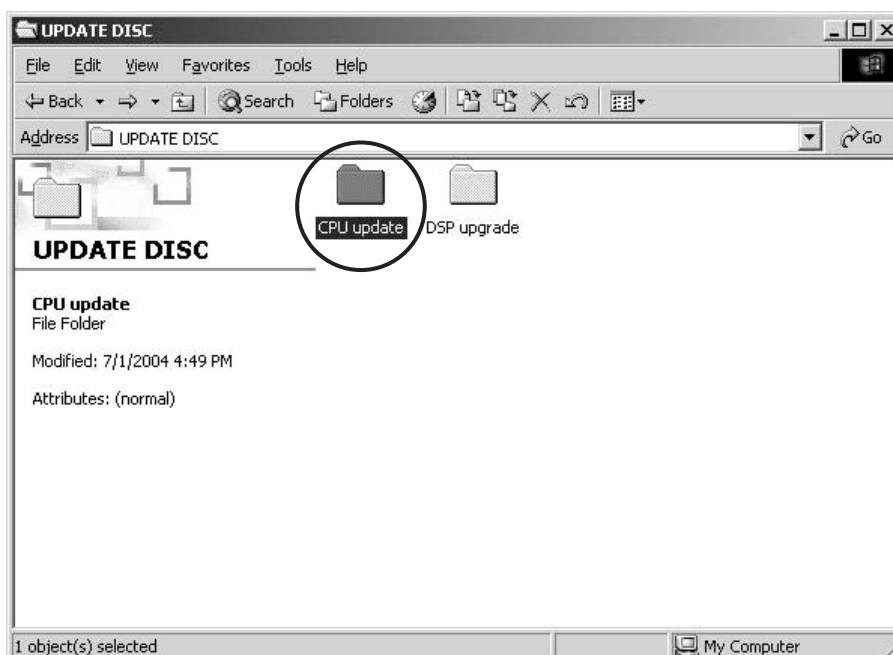 UPDATE DISC
File Edit View Favorites Tools Help
Back Search Folders
Address UPDATE DISC Go
CPU update DSP upgrade
UPDATE DISC
CPU update
File Folder
Modified: 7/1/2004 4:49 PM
Attributes: (normal)
1 object(s) selected My Computer